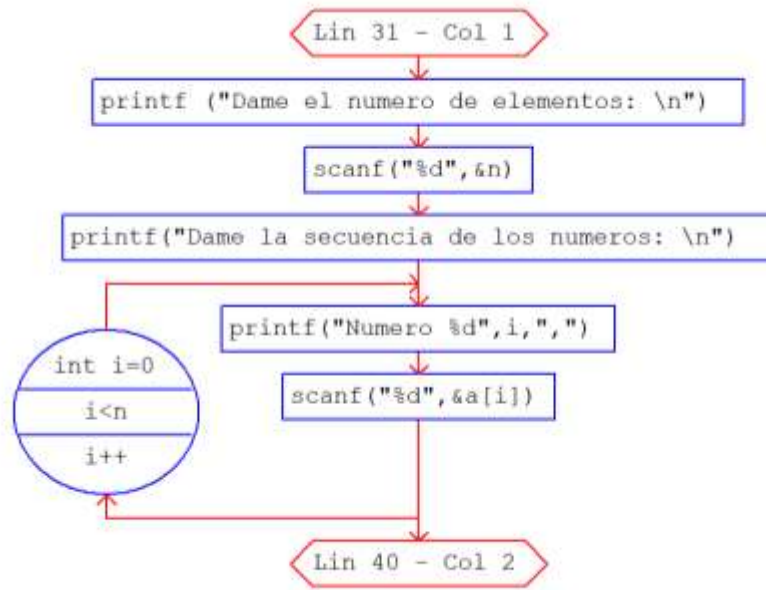 Lin 31 - Col 1
printf ("Dame el numero de elementos: \n")
scanf("%d",&n)
printf("Dame la secuencia de los numeros: \n")
printf("Numero %d",i,",")
scanf("%d",&a[i])
int i=0
i<n
i++
Lin 40 - Col 2